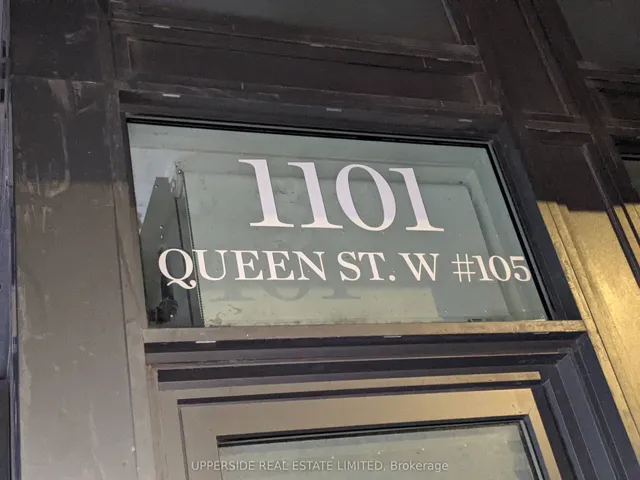 1101
QUEEN ST. W #105
UPPERSIDE REAL ESTATE LIMITED, Brokerage